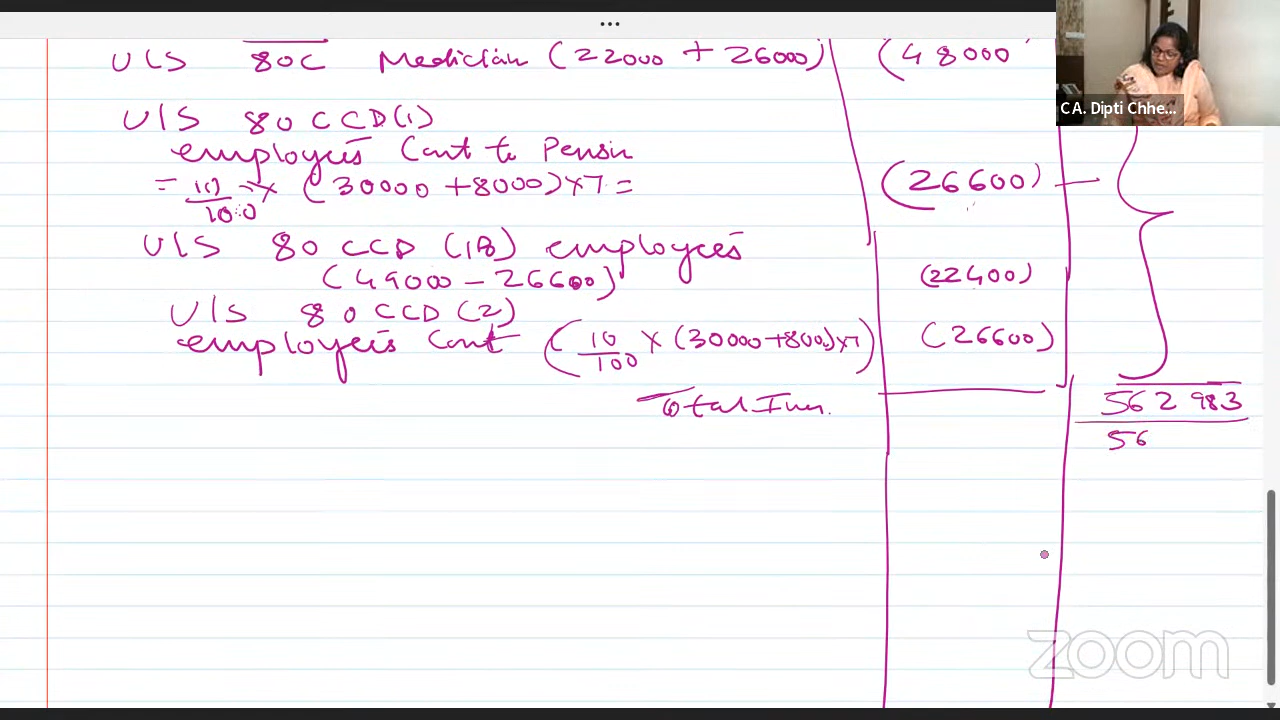 U/S 80C Mediclaim (22000 + 26000) (48000
C A. Dipti Chhe...
U/S 80 CCD(1)
employees Cont to Pension
= 10/100 x (30000 + 8000) x 7 = (26600)
U/S 80 CCD (1B) employees
(49000 - 26600) (22400)
U/S 80 CCD (2)
employers Cont (10/100 x (30000 + 8000) x 7) (26600)
Total Inc. 562983
56
zoom